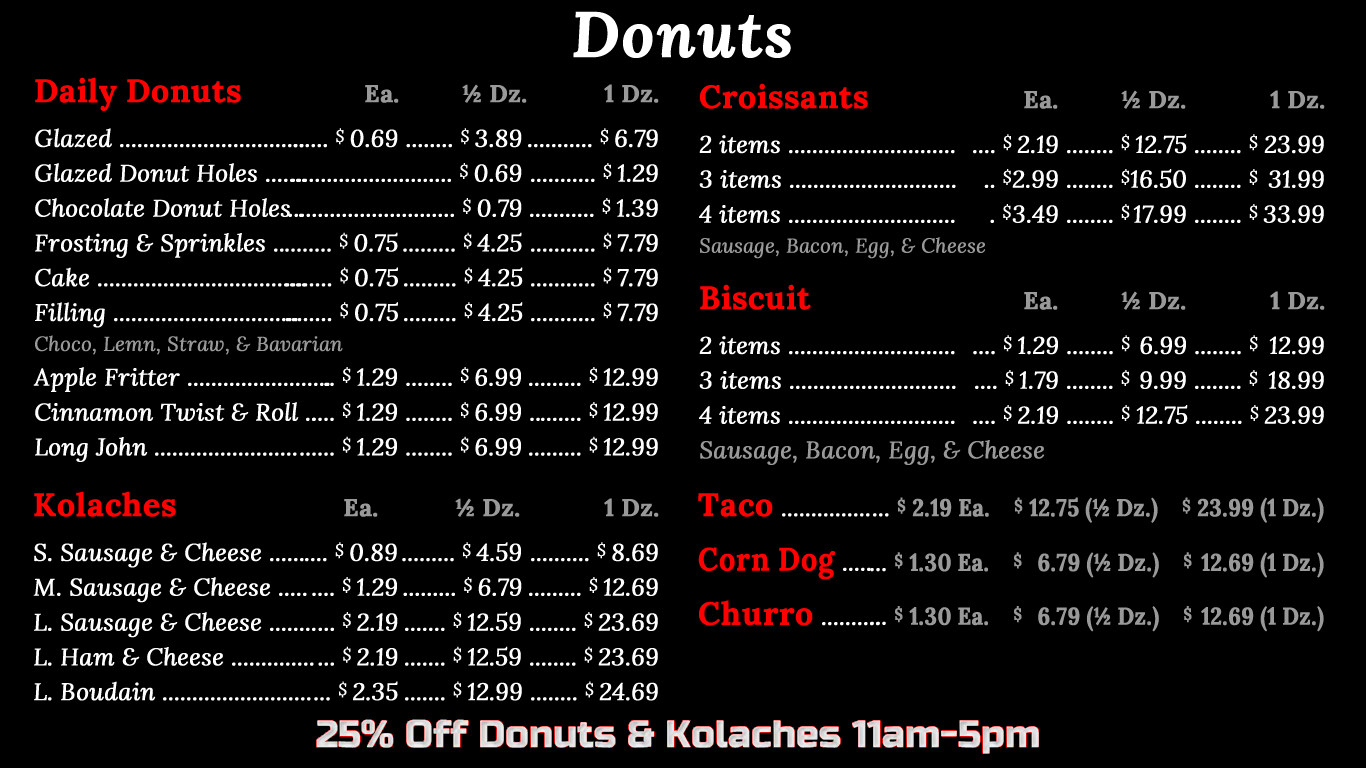 Donuts
Daily Donuts Ea. ½ Dz. 1 Dz.
Glazed ................................ $ 0.69 ........ $ 3.89 ........... $ 6.79
Glazed Donut Holes ............................. $ 0.69 .......... $ 1.29
Chocolate Donut Holes.......................... $ 0.79 .......... $ 1.39
Frosting & Sprinkles .......... $ 0.75 ......... $ 4.25 ........... $ 7.79
Cake .................................... $ 0.75 ......... $ 4.25 ........... $ 7.79
Filling .................................. $ 0.75 ......... $ 4.25 ........... $ 7.79
Choco, Lemn, Straw, & Bavarian
Apple Fritter ......................... $ 1.29 ........ $ 6.99 ......... $ 12.99
Cinnamon Twist & Roll ..... $ 1.29 ........ $ 6.99 ......... $ 12.99
Long John ............................... $ 1.29 ........ $ 6.99 ......... $ 12.99
Kolaches Ea. ½ Dz. 1 Dz.
S. Sausage & Cheese .......... $ 0.89 ......... $ 4.59 .......... $ 8.69
M. Sausage & Cheese ......... $ 1.29 ........ $ 6.79 ......... $ 12.69
L. Sausage & Cheese ........... $ 2.19 ....... $ 12.59 ........ $ 23.69
L. Ham & Cheese ................. $ 2.19 ....... $ 12.59 ........ $ 23.69
L. Boudain ............................ $ 2.35 ....... $ 12.99 ........ $ 24.69
Croissants Ea. ½ Dz. 1 Dz.
2 items ............................ .... $ 2.19 ........ $ 12.75 ........ $ 23.99
3 items ............................ .. $2.99 ........ $16.50 ........ $ 31.99
4 items ............................ . $3.49 ........ $17.99 ........ $ 33.99
Sausage, Bacon, Egg, & Cheese
Biscuit Ea. ½ Dz. 1 Dz.
2 items ............................ .... $ 1.29 ........ $ 6.99 ........ $ 12.99
3 items ............................ .... $ 1.79 ........ $ 9.99 ........ $ 18.99
4 items ............................ .... $ 2.19 ........ $ 12.75 ........ $ 23.99
Sausage, Bacon, Egg, & Cheese
Taco .................. $ 2.19 Ea. $ 12.75 (½ Dz.) $ 23.99 (1 Dz.)
Corn Dog ........ $ 1.30 Ea. $ 6.79 (½ Dz.) $ 12.69 (1 Dz.)
Churro ........... $ 1.30 Ea. $ 6.79 (½ Dz.) $ 12.69 (1 Dz.)
25% Off Donuts & Kolaches 11am-5pm